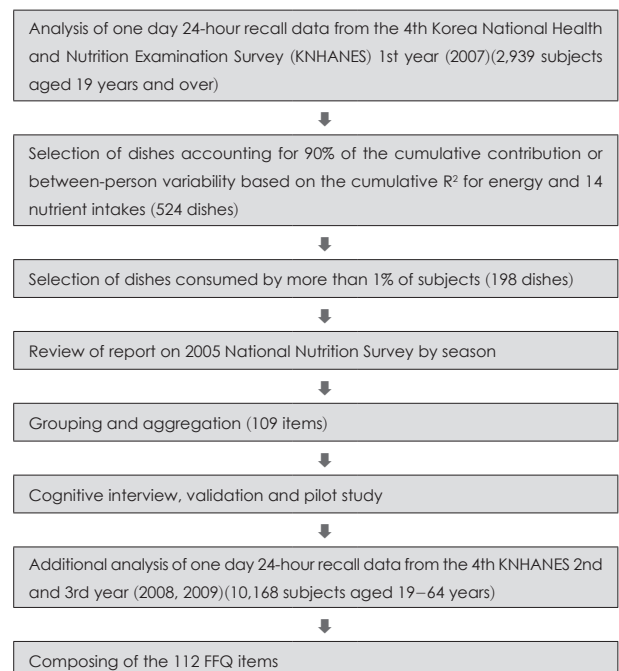 Analysis of one day 24-hour recall data from the 4th Korea National Health
and Nutrition Examination Survey (KNHANES) 1st year (2007)(2,939 subjects
aged 19 years and over)
Selection of dishes accounting for 90% of the cumulative contribution or
between-person variability based on the cumulative R² for energy and 14
nutrient intakes (524 dishes)
Selection of dishes consumed by more than 1% of subjects (198 dishes)
Review of report on 2005 National Nutrition Survey by season
Grouping and aggregation (109 items)
Cognitive interview, validation and pilot study
Additional analysis of one day 24-hour recall data from the 4th KNHANES 2nd
and 3rd year (2008, 2009)(10,168 subjects aged 19−64 years)
Composing of the 112 FFQ items